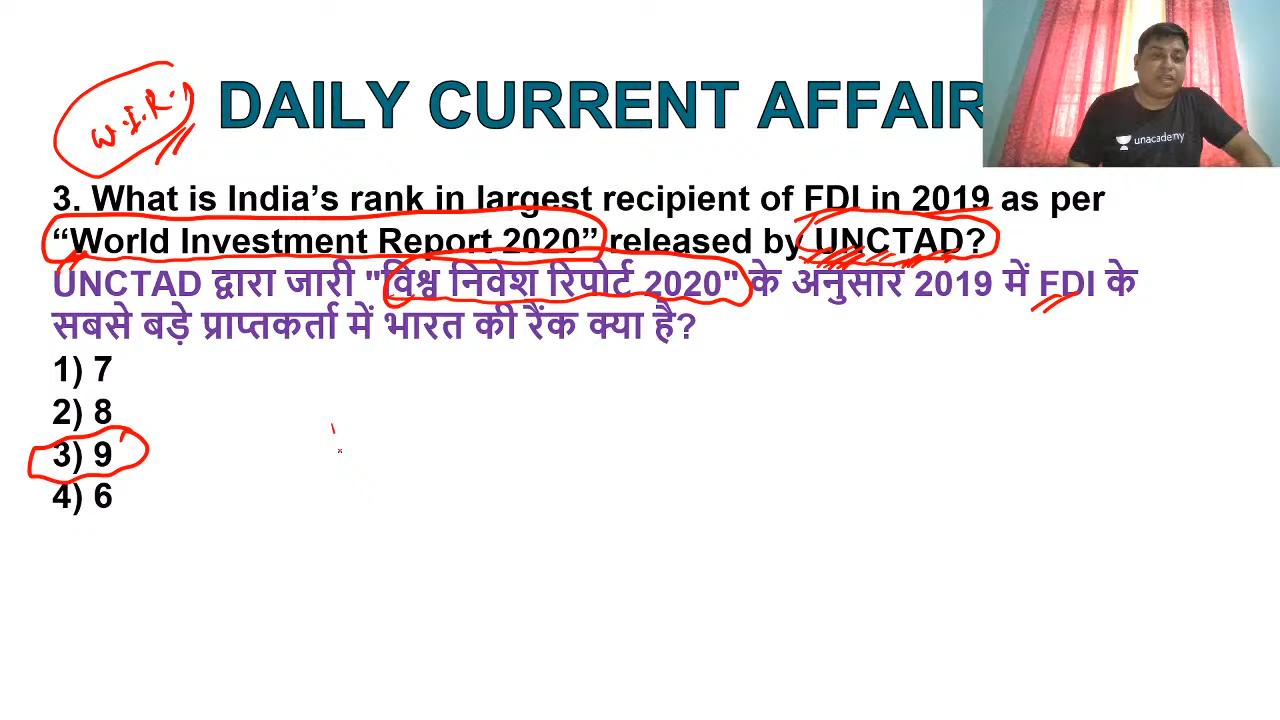 W.I.R.
DAILY CURRENT AFFAIR
unacademy
3. What is India’s rank in largest recipient of FDI in 2019 as per
“World Investment Report 2020” released by UNCTAD?
UNCTAD द्वारा जारी "विश्व निवेश रिपोर्ट 2020" के अनुसार 2019 में FDI के
सबसे बड़े प्राप्तकर्ता में भारत की रैंक क्या है?
1) 7
2) 8
3) 9
4) 6